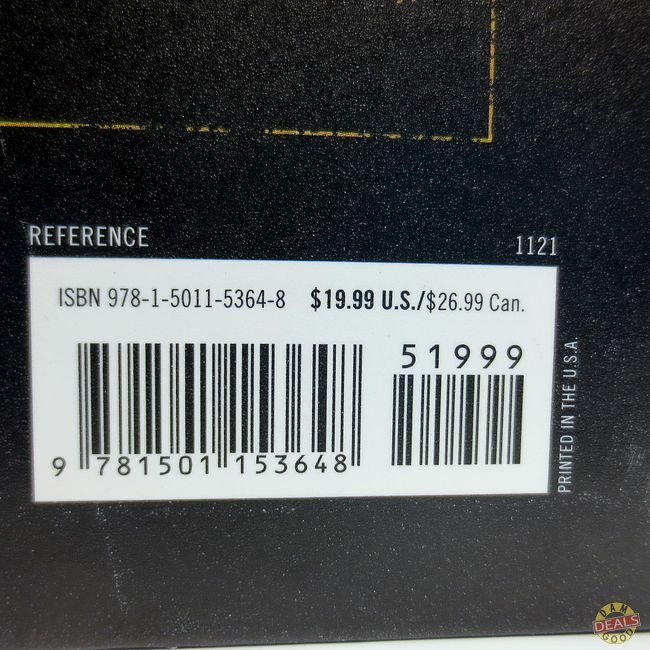 REFERENCE
1121
ISBN 978-1-5011-5364-8 $19.99 U.S./$26.99 Can.
51999
9 781501 153648
PRINTED IN THE U.S.A.
DAM
DEALS
GOOD